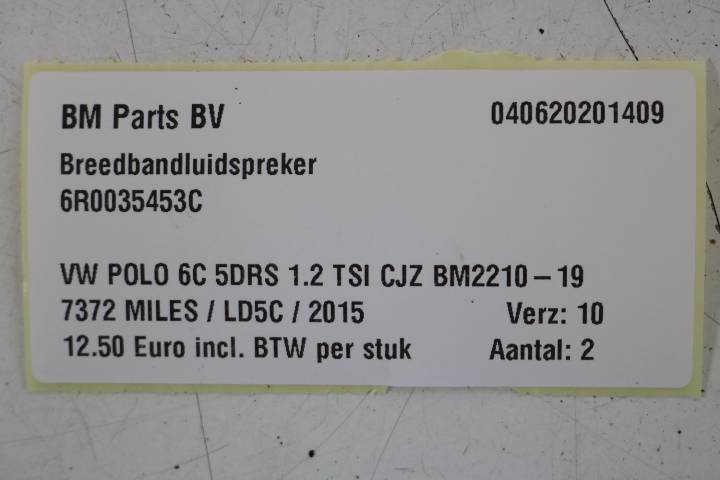 BM Parts BV 040620201409
Breedbandluidspreker
6R0035453C
VW POLO 6C 5DRS 1.2 TSI CJZ BM2210 – 19
7372 MILES / LD5C / 2015 Verz: 10
12.50 Euro incl. BTW per stuk Aantal: 2